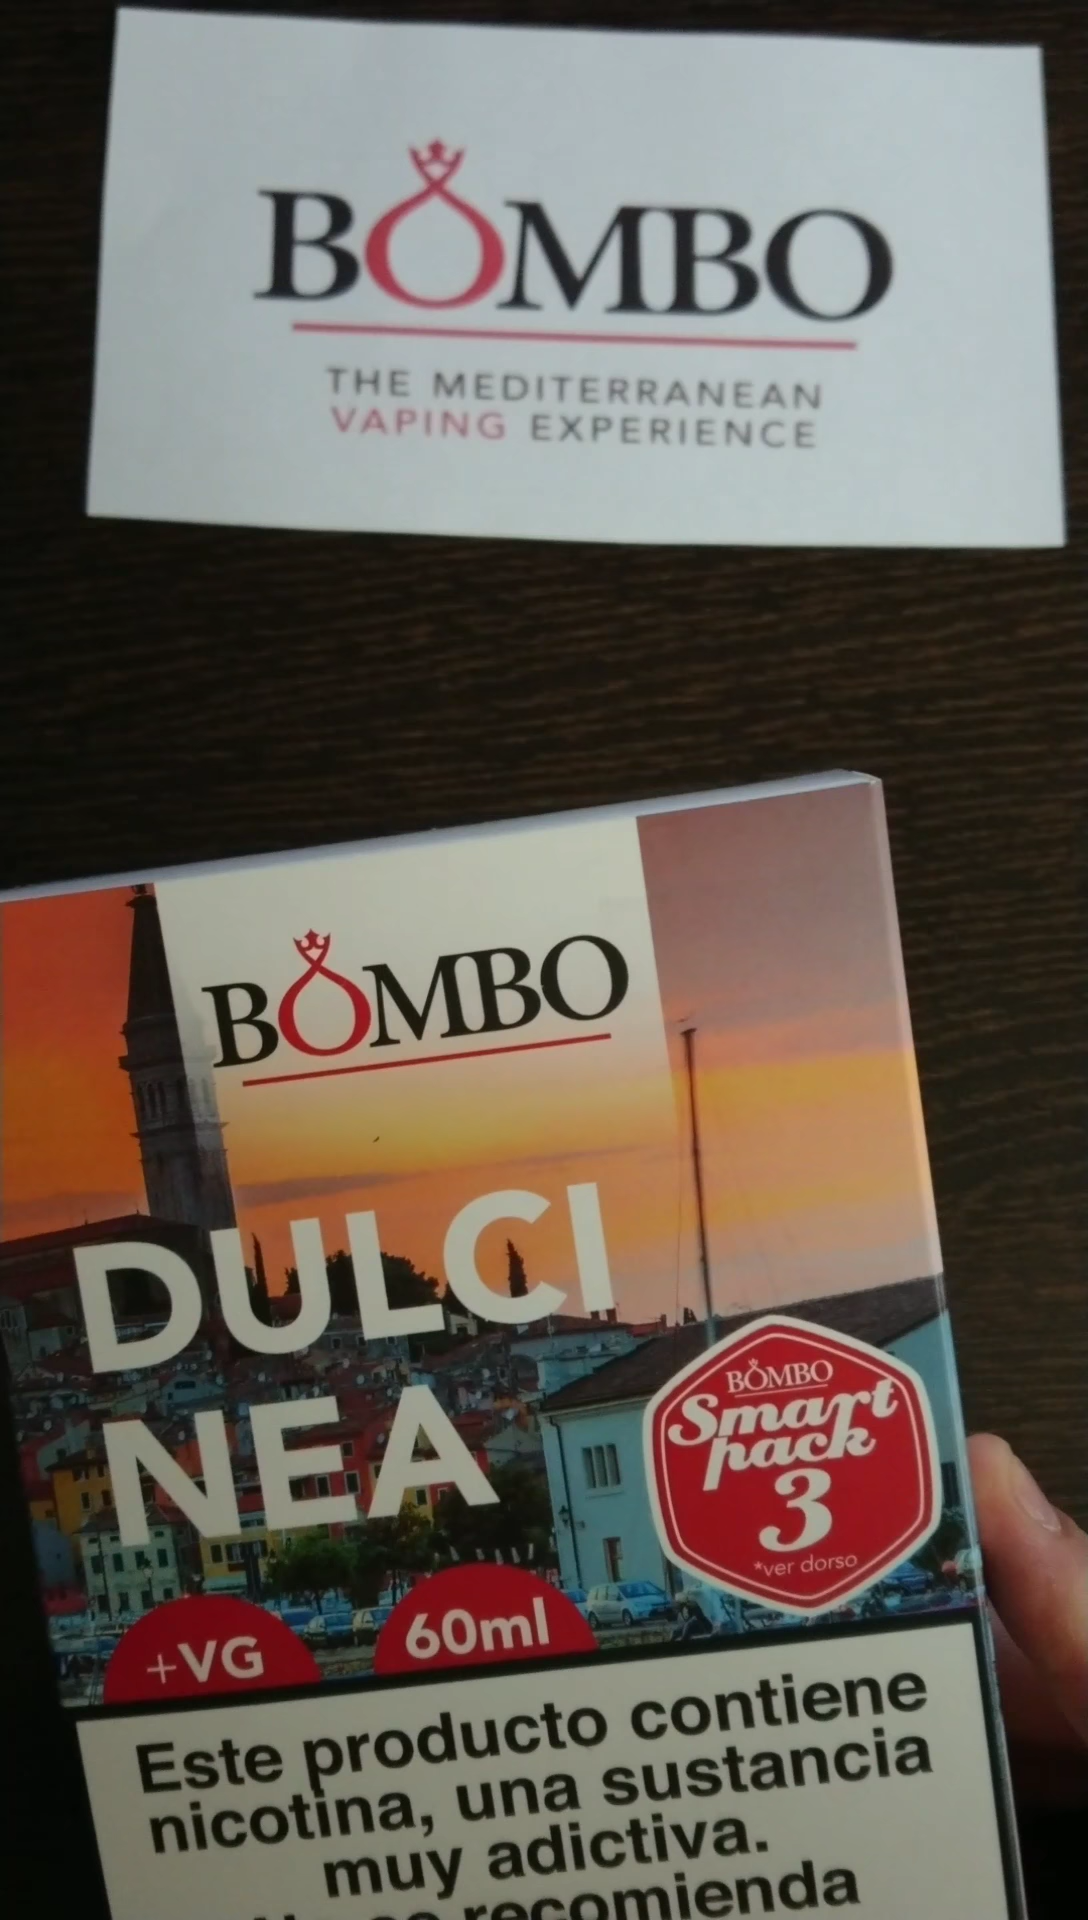 BOMBO
THE MEDITERRANEAN
VAPING EXPERIENCE
BOMBO
DULCI
NEA
BOMBO
Smart
pack
3
*ver dorso
+VG
60ml
Este producto contiene
nicotina, una sustancia
muy adictiva.
recomienda